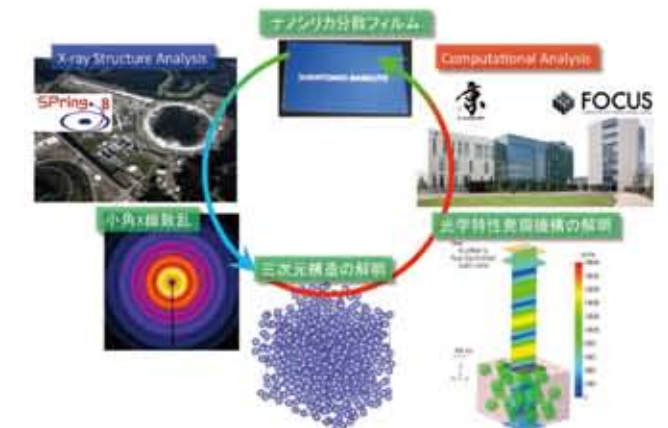 ナノシリカ分散フィルム
X-ray Structure Analysis
Computational Analysis
SPring-8
京
FOCUS
小角X線散乱
光学特性発現機構の解明
三次元構造の解明